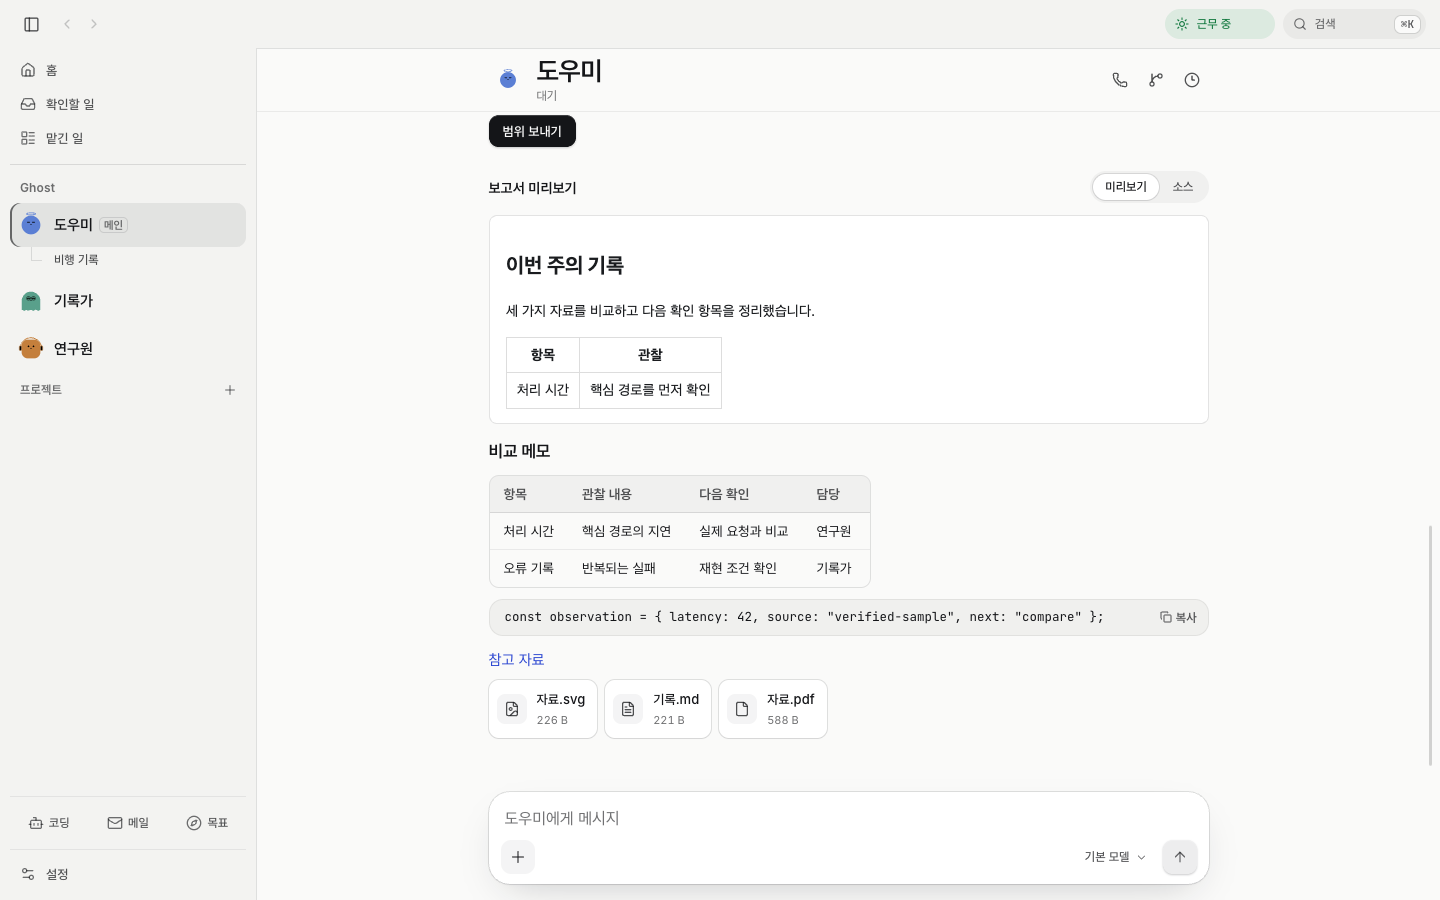 근무 중
검색
⌘K
홈
확인할 일
맡긴 일
Ghost
도우미 메인
비행 기록
기록가
연구원
프로젝트
코딩
메일
목표
설정
도우미
대기
범위 보내기
보고서 미리보기
미리보기
소스
이번 주의 기록
세 가지 자료를 비교하고 다음 확인 항목을 정리했습니다.
항목 관찰
처리 시간 핵심 경로를 먼저 확인
비교 메모
항목 관찰 내용 다음 확인 담당
처리 시간 핵심 경로의 지연 실제 요청과 비교 연구원
오류 기록 반복되는 실패 재현 조건 확인 기록가
const observation = { latency: 42, source: "verified-sample", next: "compare" };
복사
참고 자료
자료.svg
226 B
기록.md
221 B
자료.pdf
588 B
도우미에게 메시지
기본 모델